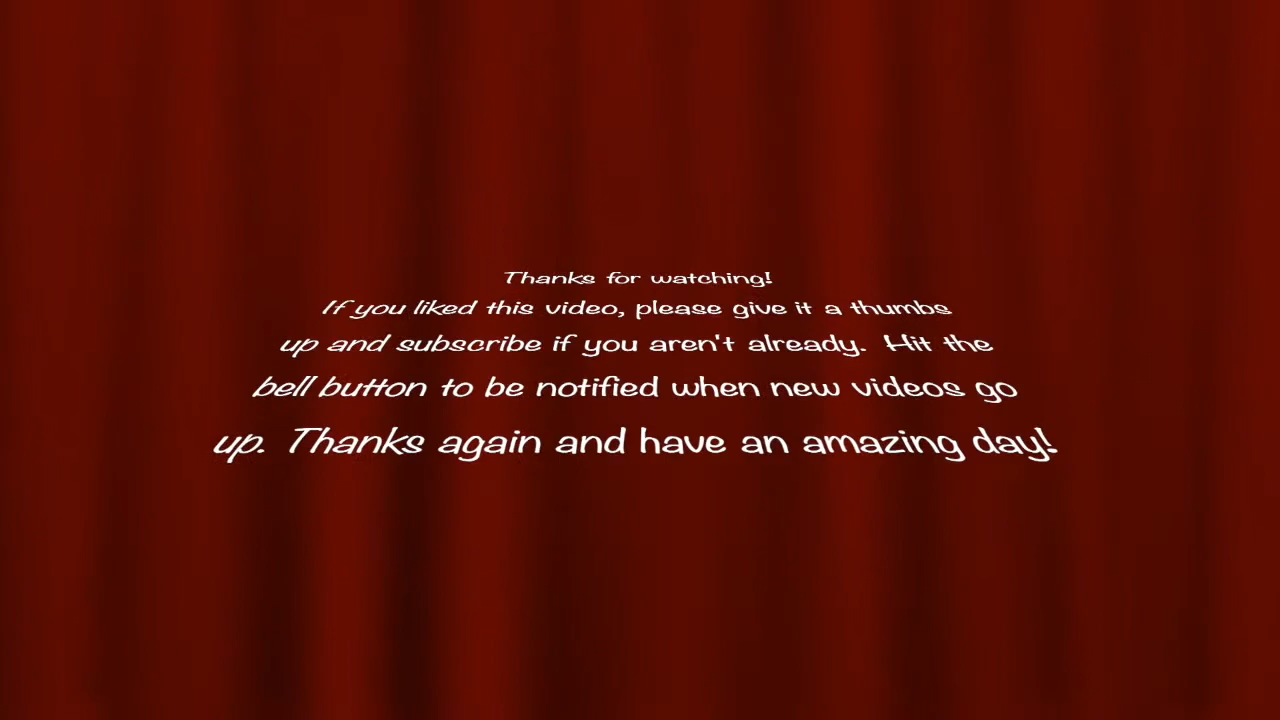 Thanks for watching!
If you liked this video, please give it a thumbs
up and subscribe if you aren't already.  Hit the
bell button to be notified when new videos go
up. Thanks again and have an amazing day!